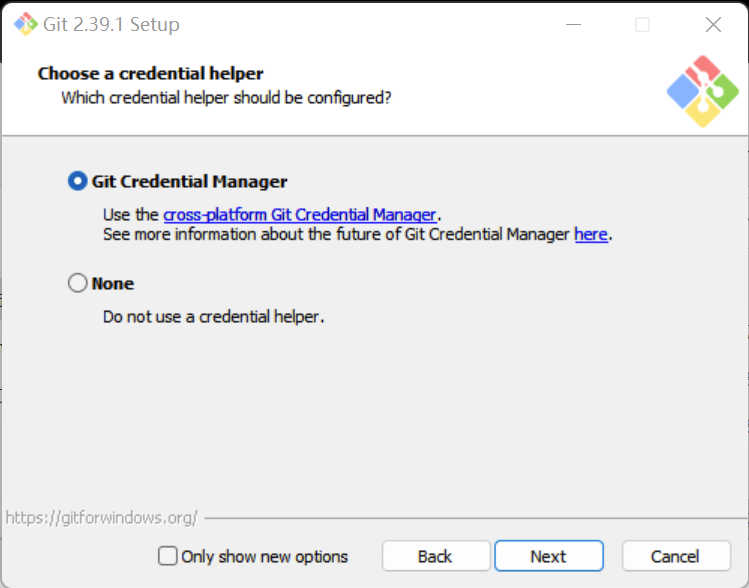 Git 2.39.1 Setup
Choose a credential helper
Which credential helper should be configured?
Git Credential Manager
Use the cross-platform Git Credential Manager.
See more information about the future of Git Credential Manager here.
None
Do not use a credential helper.
https://gitforwindows.org/
Only show new options
Back
Next
Cancel